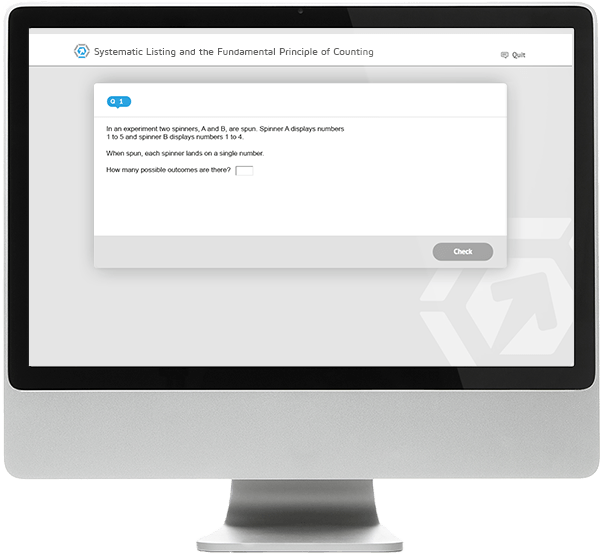 Systematic Listing and the Fundamental Principle of Counting
Quit
Q 1
In an experiment two spinners, A and B, are spun. Spinner A displays numbers
1 to 5 and spinner B displays numbers 1 to 4.
When spun, each spinner lands on a single number.
How many possible outcomes are there?
Check